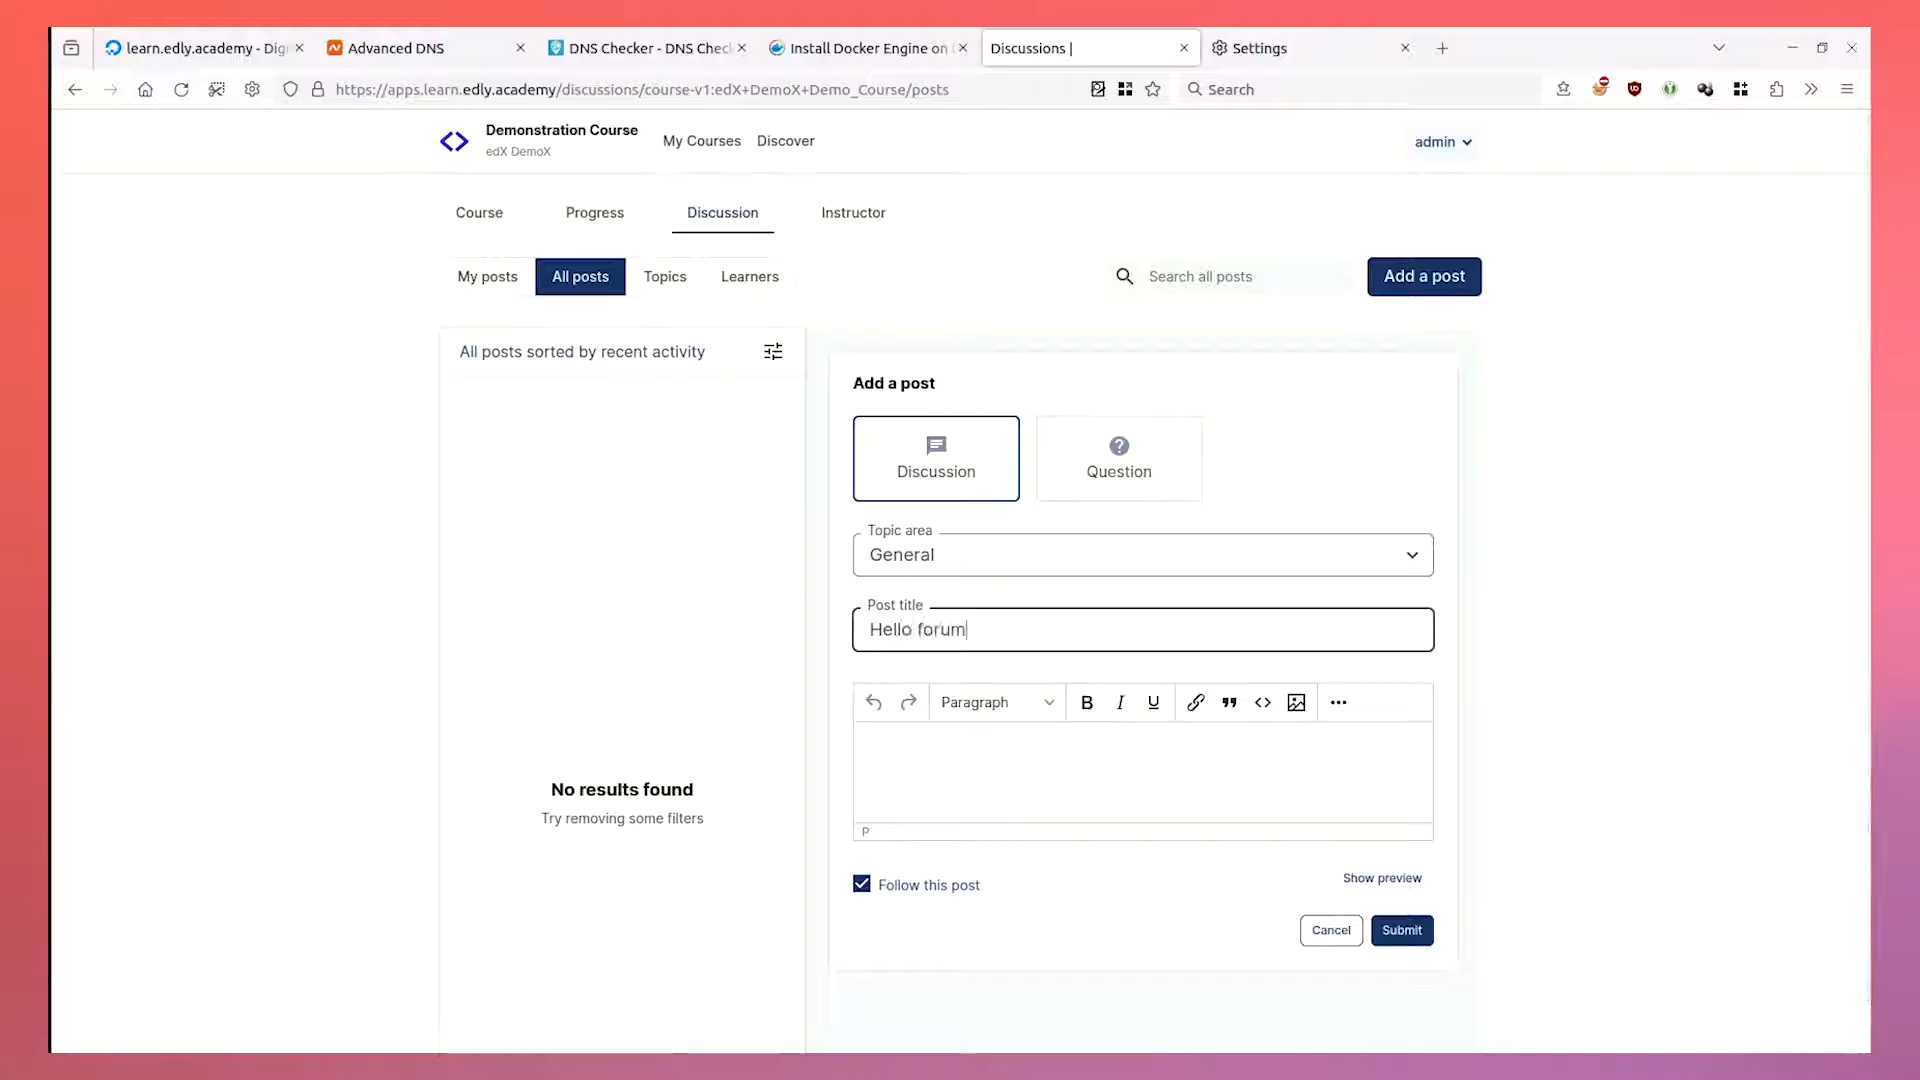 learn.edly.academy - Dig
Advanced DNS
DNS Checker - DNS Chec
Install Docker Engine on
Discussions |
Settings
https://apps.learn.edly.academy/discussions/course-v1:edX+DemoX+Demo_Course/posts
Search
Demonstration Course
edX DemoX
My Courses
Discover
admin
Course
Progress
Discussion
Instructor
My posts
All posts
Topics
Learners
Search all posts
Add a post
All posts sorted by recent activity
No results found
Try removing some filters
Add a post
Discussion
Question
Topic area
General
Post title
Hello forum
Paragraph
B I U
P
Follow this post
Show preview
Cancel
Submit